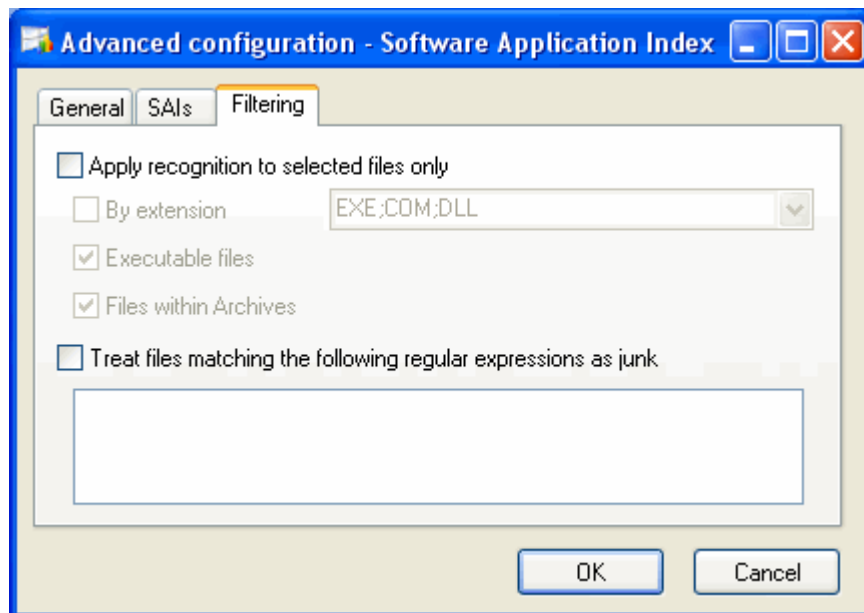 Advanced configuration - Software Application Index
General SAIs Filtering
Apply recognition to selected files only
By extension EXE;COM;DLL
Executable files
Files within Archives
Treat files matching the following regular expressions as junk
OK Cancel